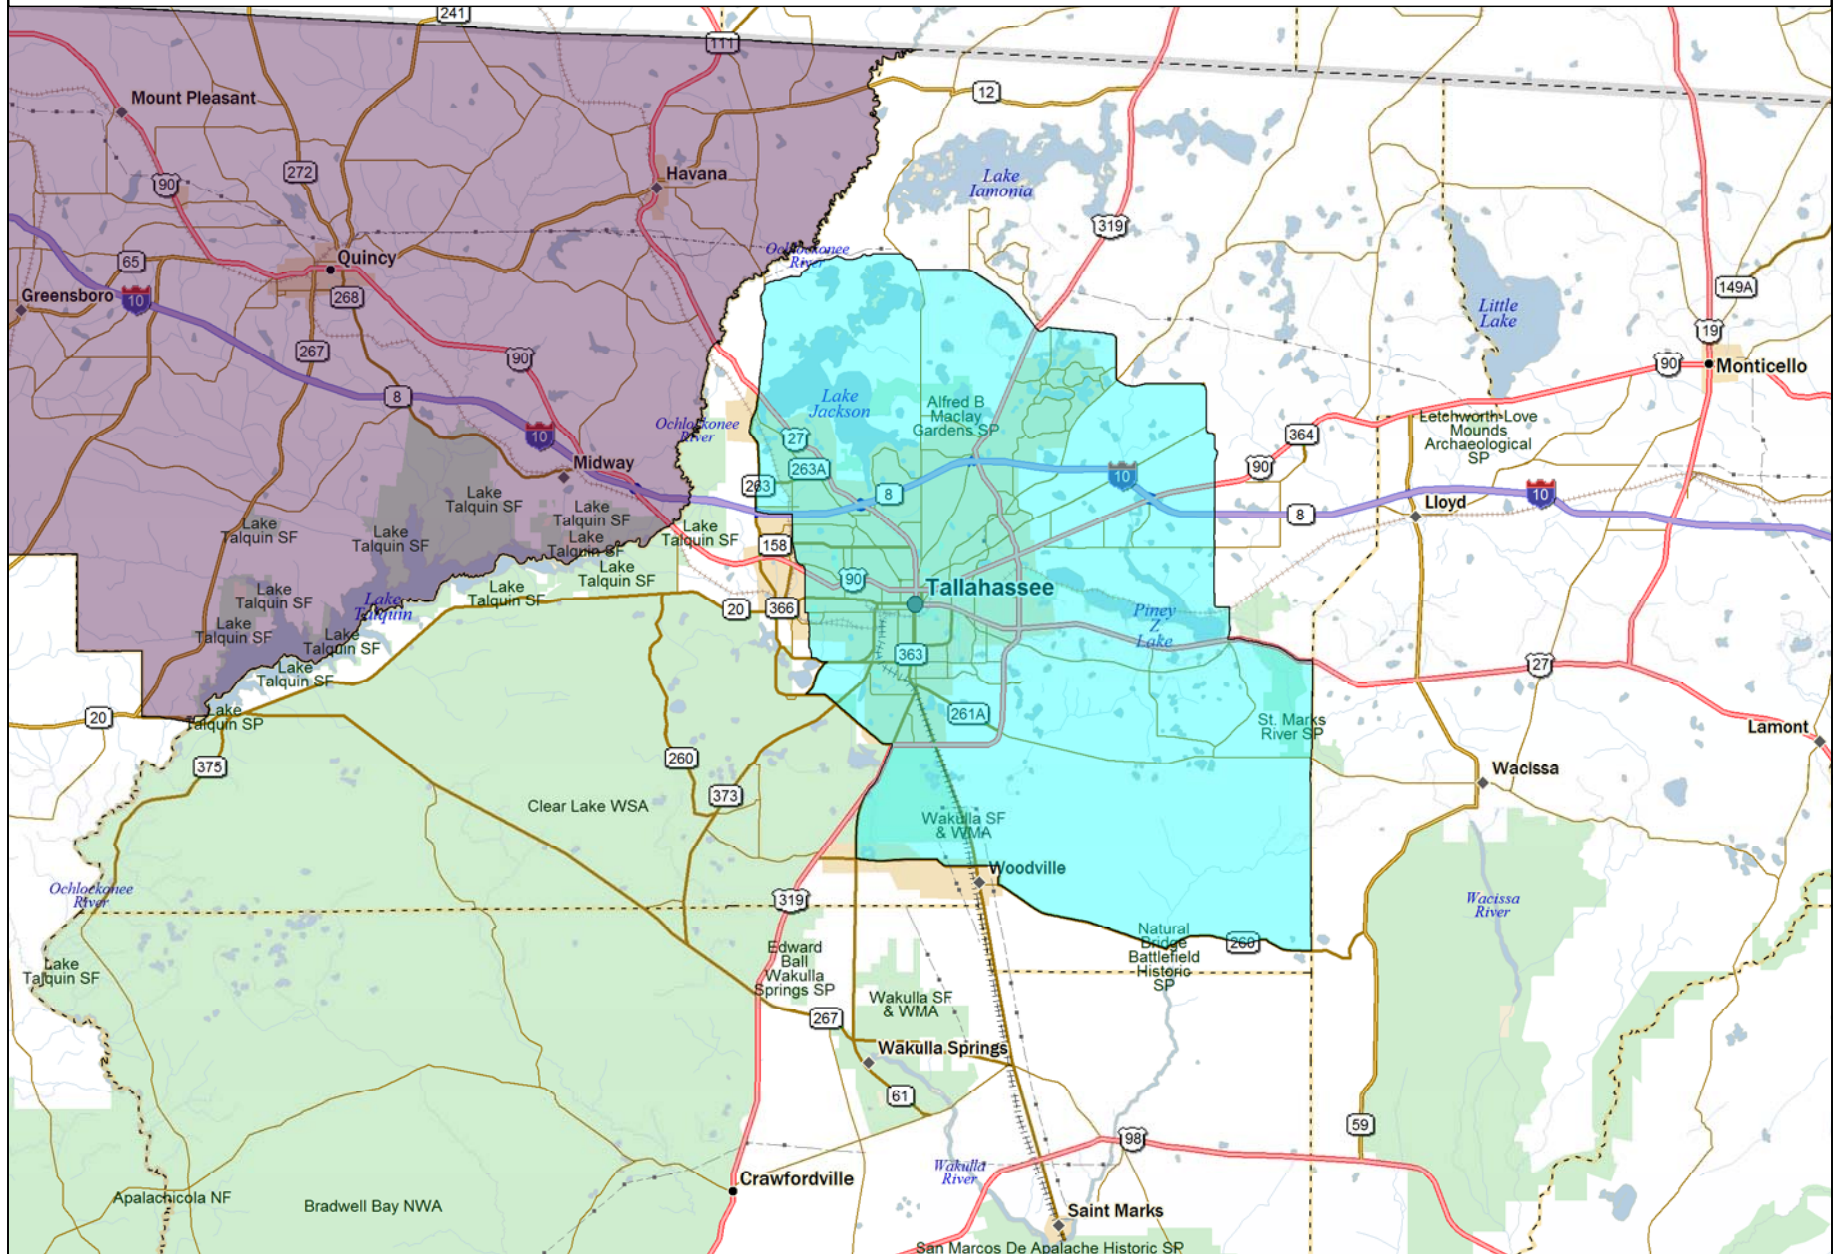 241
111
Mount Pleasant
12
272
90
Havana
Lake
Iamonia
319
Ochlockonee
River
65
Quincy
Greensboro
10
268
149A
Little
Lake
19
267
90
90
Monticello
8
Lake
Jackson
Alfred B
Maclay
Gardens SP
Letchworth-Love
Mounds
Archaeological
SP
Ochlockonee
River
10
27
364
Midway
263A
90
10
263
8
10
Lloyd
8
Lake
Talquin SF
Lake
Talquin SF
Lake
Talquin SF
Lake
Talquin SF
Lake
Talquin SF
Lake
Talquin SF
158
Lake
Talquin SF
90
Tallahassee
Lake
Talquin SF
Lake
Talquin SF
Lake
Talquin
20
366
Piney
Z
Lake
Lake
Talquin SF
Lake
Talquin SF
363
27
Lake
Talquin SF
20
Lake
Talquin SP
261A
St. Marks
River SP
Lamont
375
260
Wacissa
373
Clear Lake WSA
Wakulla SF
& WMA
Woodville
Ochlockonee
River
319
Wacissa
River
Natural
Bridge
Battlefield
Historic
SP
260
Edward
Ball
Wakulla
Springs SP
Lake
Talquin SF
Wakulla SF
& WMA
267
Wakulla Springs
61
59
98
Wakulla
River
Crawfordville
Apalachicola NF
Bradwell Bay NWA
Saint Marks
San Marcos De Apalache Historic SP